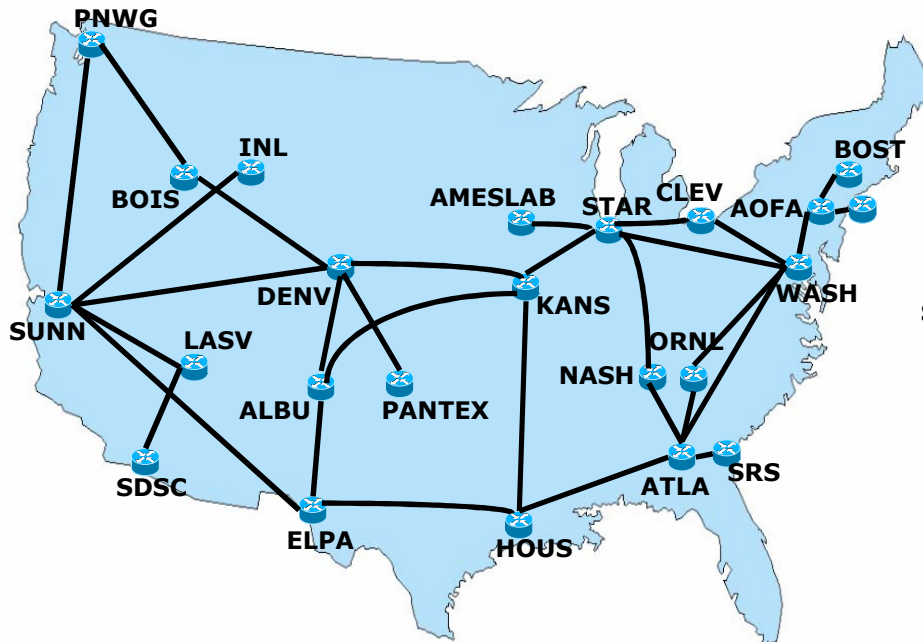 PNWG
INL
BOIS
BOST
AMESLAB
STAR
CLEV
AOFA
DENV
KANS
WASH
SUNN
LASV
ORNL
NASH
ALBU
PANTEX
SDSC
ATLA
SRS
ELPA
HOUS